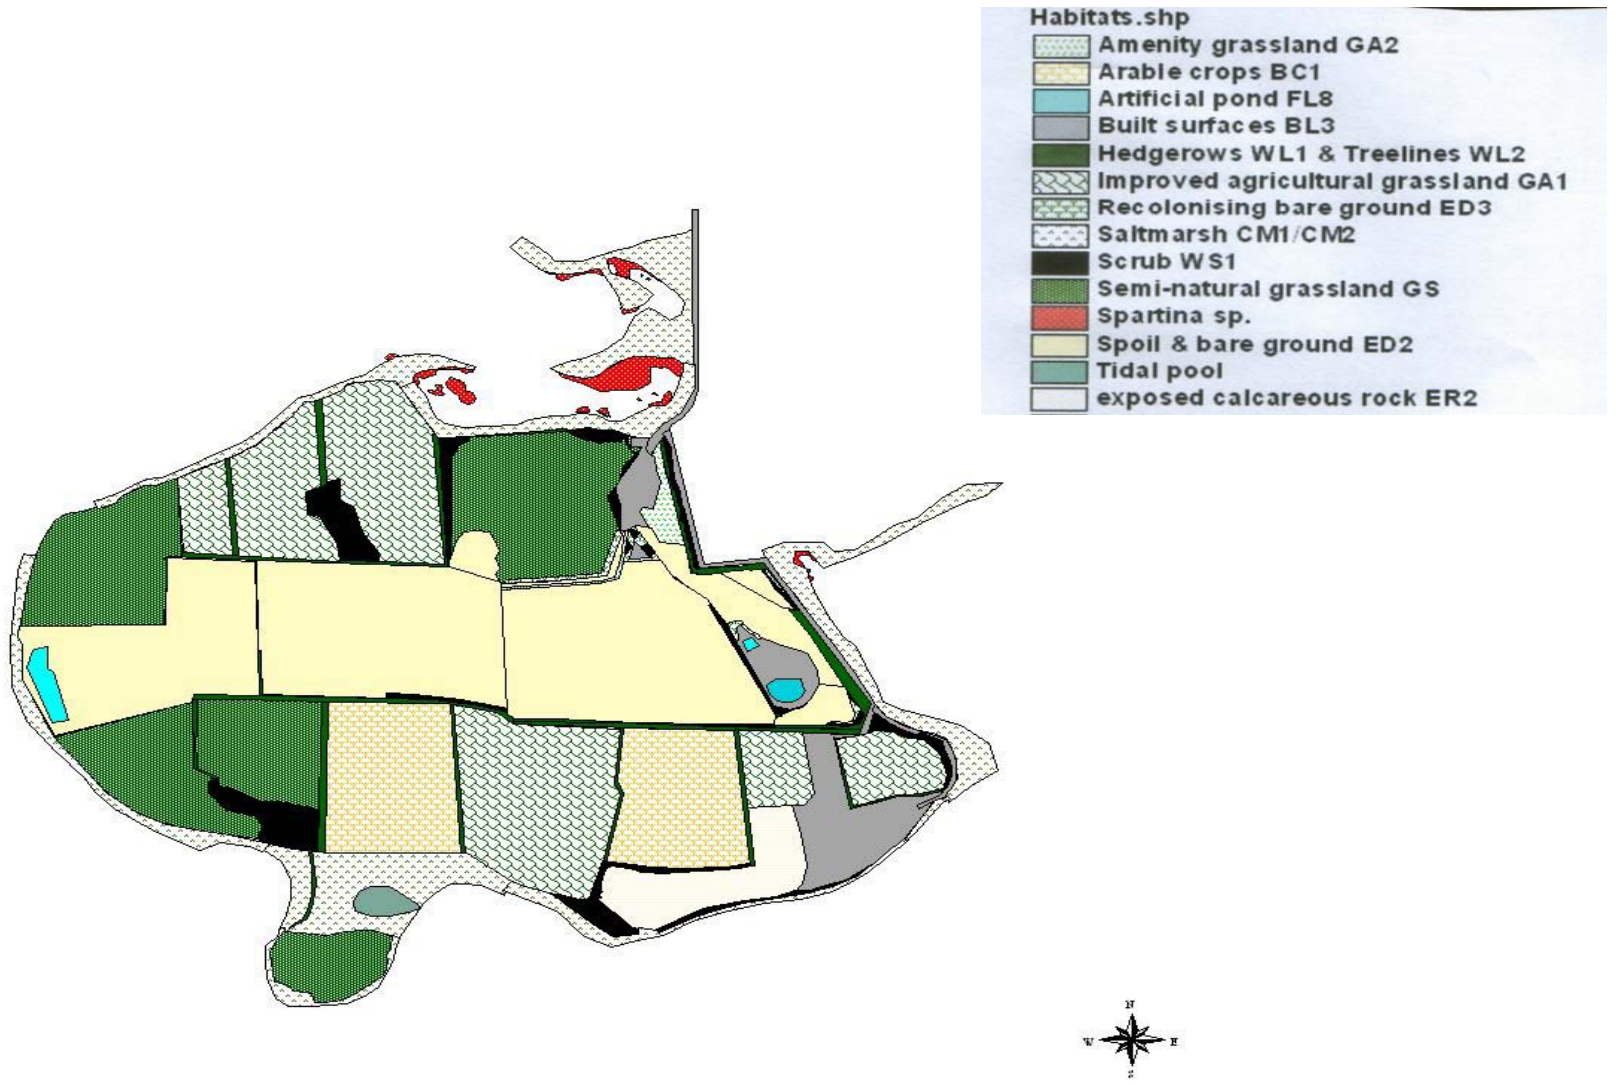 Habitats.shp
Amenity grassland GA2
Arable crops BC1
Artificial pond FL8
Built surfaces BL3
Hedgerows WL1 & Treelines WL2
Improved agricultural grassland GA1
Recolonising bare ground ED3
Saltmarsh CM1/CM2
Scrub WS1
Semi-natural grassland GS
Spartina sp.
Spoil & bare ground ED2
Tidal pool
exposed calcareous rock ER2
N
W E
S